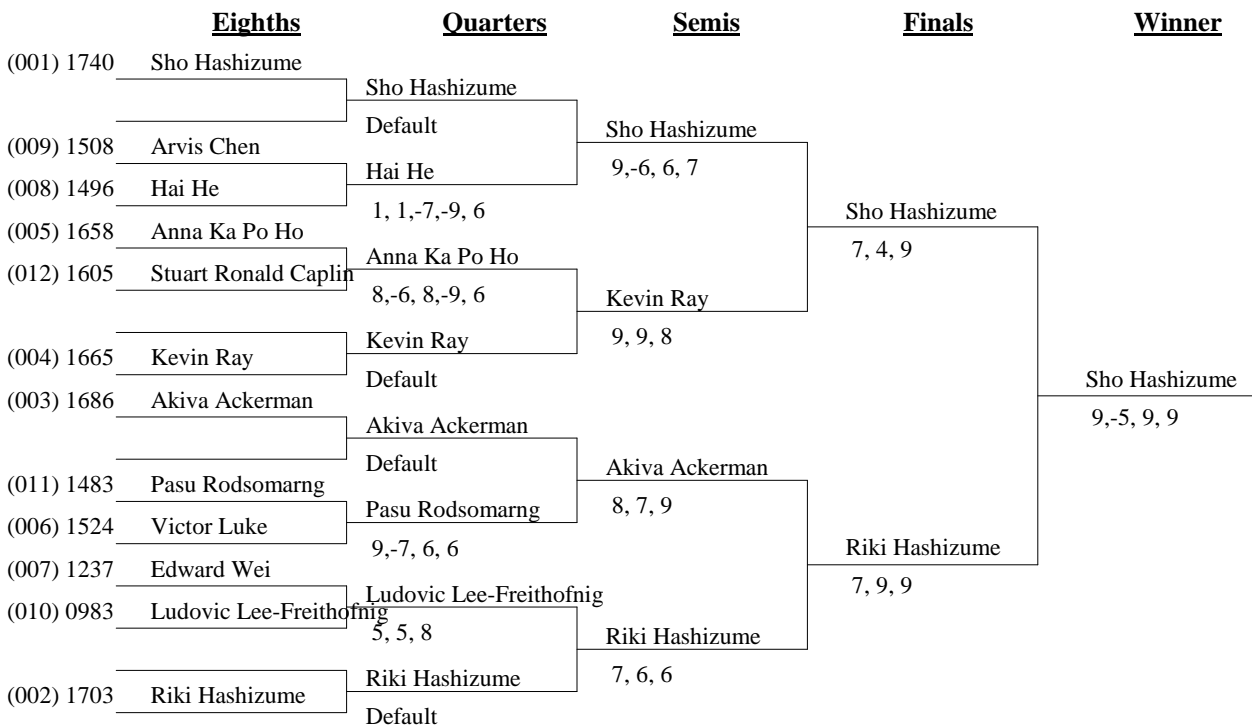 Eighths Quarters Semis Finals Winner
(001) 1740 Sho Hashizume
Sho Hashizume
Default
Sho Hashizume
9,-6, 6, 7
(009) 1508 Arvis Chen
Hai He
(008) 1496 Hai He
1, 1,-7,-9, 6
Sho Hashizume
7, 4, 9
(005) 1658 Anna Ka Po Ho
Anna Ka Po Ho
(012) 1605 Stuart Ronald Caplin
8,-6, 8,-9, 6
Kevin Ray
9, 9, 8
Kevin Ray
(004) 1665 Kevin Ray
Default
Sho Hashizume
9,-5, 9, 9
(003) 1686 Akiva Ackerman
Akiva Ackerman
Default
Akiva Ackerman
8, 7, 9
(011) 1483 Pasu Rodsomarng
Pasu Rodsomarng
(006) 1524 Victor Luke
9,-7, 6, 6
Riki Hashizume
7, 9, 9
(007) 1237 Edward Wei
Ludovic Lee-Freithofnig
(010) 0983 Ludovic Lee-Freithofnig
5, 5, 8
Riki Hashizume
7, 6, 6
Riki Hashizume
(002) 1703 Riki Hashizume
Default